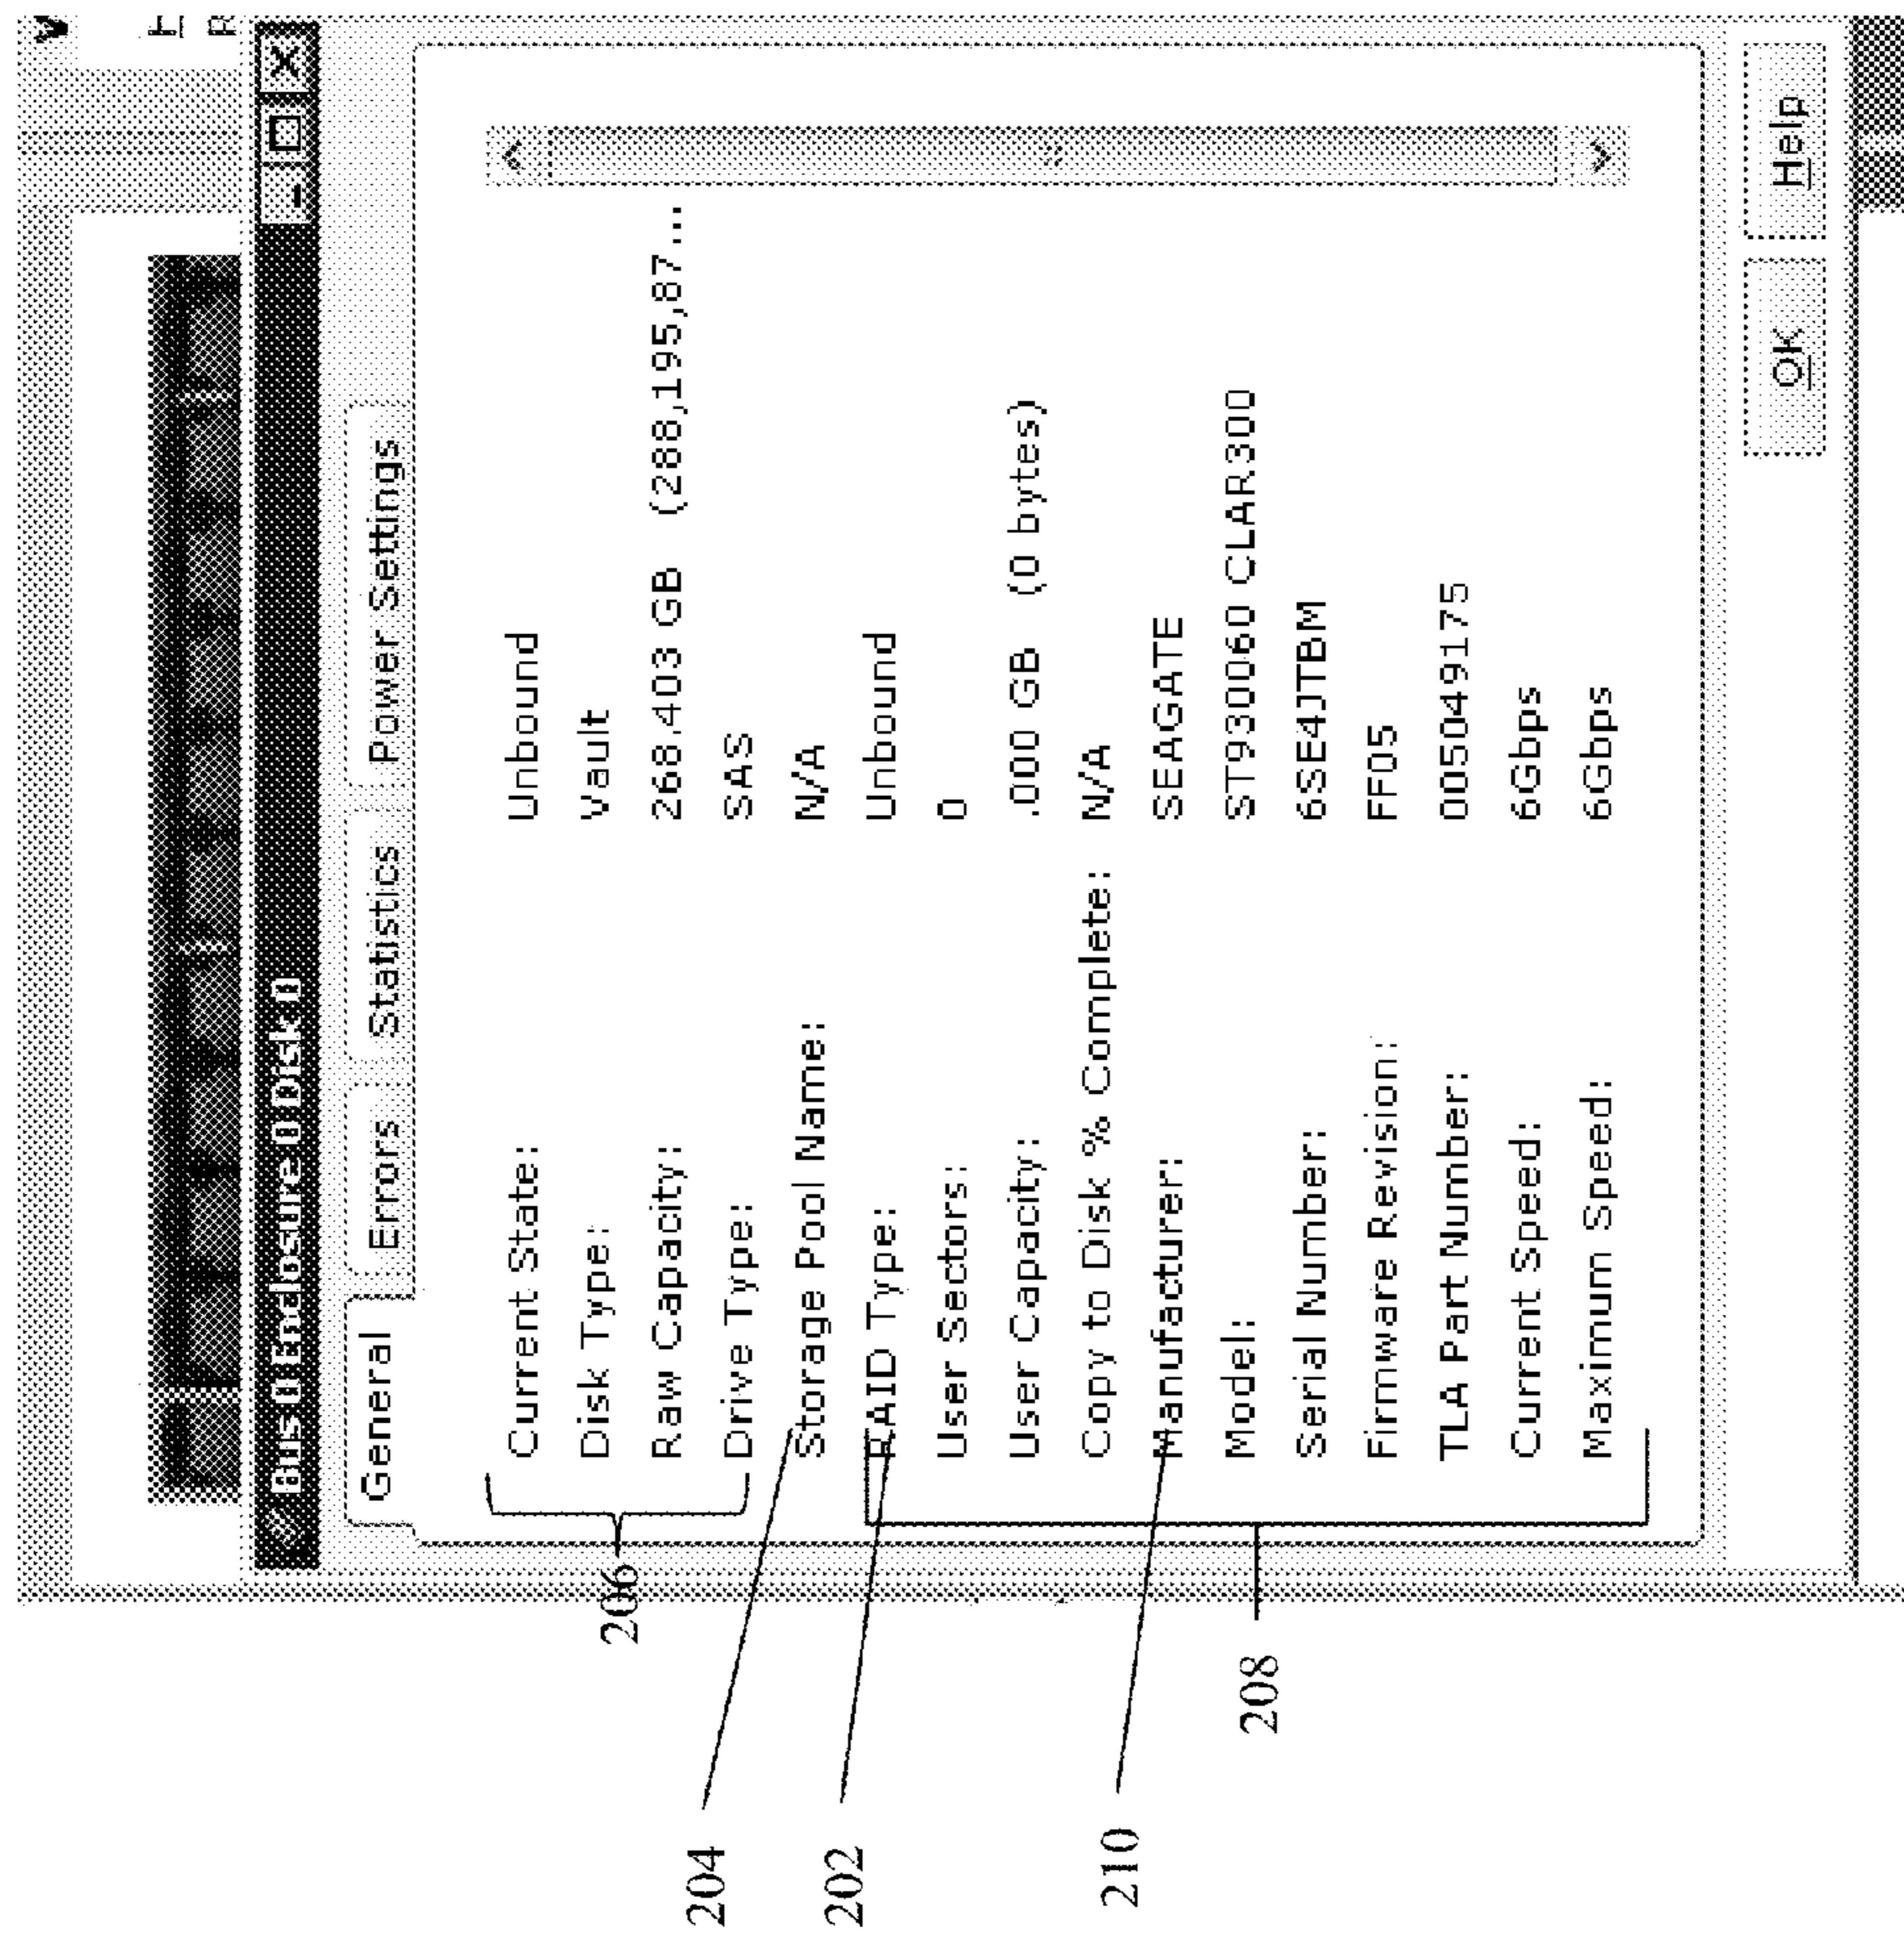 Bus 0 Enclosure 0 Disk 0
General Errors Statistics Power Settings
Current State: Unbound
Disk Type: Vault
Raw Capacity: 268.403 GB (288,195,87...
Drive Type: SAS
Storage Pool Name: N/A
RAID Type: Unbound
User Sectors: 0
User Capacity: .000 GB (0 bytes)
Copy to Disk % Complete: N/A
Manufacturer: SEAGATE
Model: ST930060 CLAR300
Serial Number: 6SE4JTBM
Firmware Revision: FF05
TLA Part Number: 005049175
Current Speed: 6Gbps
Maximum Speed: 6Gbps
OK Help
206
204
202
210
208